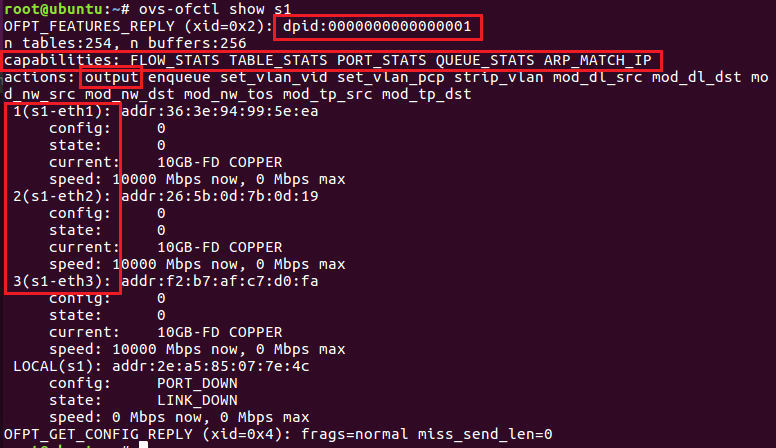 root@ubuntu:~# ovs-ofctl show s1
OFPT_FEATURES_REPLY (xid=0x2): dpid:0000000000000001
n tables:254, n buffers:256
capabilities: FLOW_STATS TABLE_STATS PORT_STATS QUEUE_STATS ARP_MATCH_IP
actions: output enqueue set_vlan_vid set_vlan_pcp strip_vlan mod_dl_src mod_dl_dst mo
d_nw_src mod_nw_dst mod_nw_tos mod_tp_src mod_tp_dst
1(s1-eth1): addr:36:3e:94:99:5e:ea
config: 0
state: 0
current: 10GB-FD COPPER
speed: 10000 Mbps now, 0 Mbps max
2(s1-eth2): addr:26:5b:0d:7b:0d:19
config: 0
state: 0
current: 10GB-FD COPPER
speed: 10000 Mbps now, 0 Mbps max
3(s1-eth3): addr:f2:b7:af:c7:d0:fa
config: 0
state: 0
current: 10GB-FD COPPER
speed: 10000 Mbps now, 0 Mbps max
LOCAL(s1): addr:2e:a5:85:07:7e:4c
config: PORT_DOWN
state: LINK_DOWN
speed: 0 Mbps now, 0 Mbps max
OFPT_GET_CONFIG_REPLY (xid=0x4): frags=normal miss_send_len=0
root@ubuntu:~#